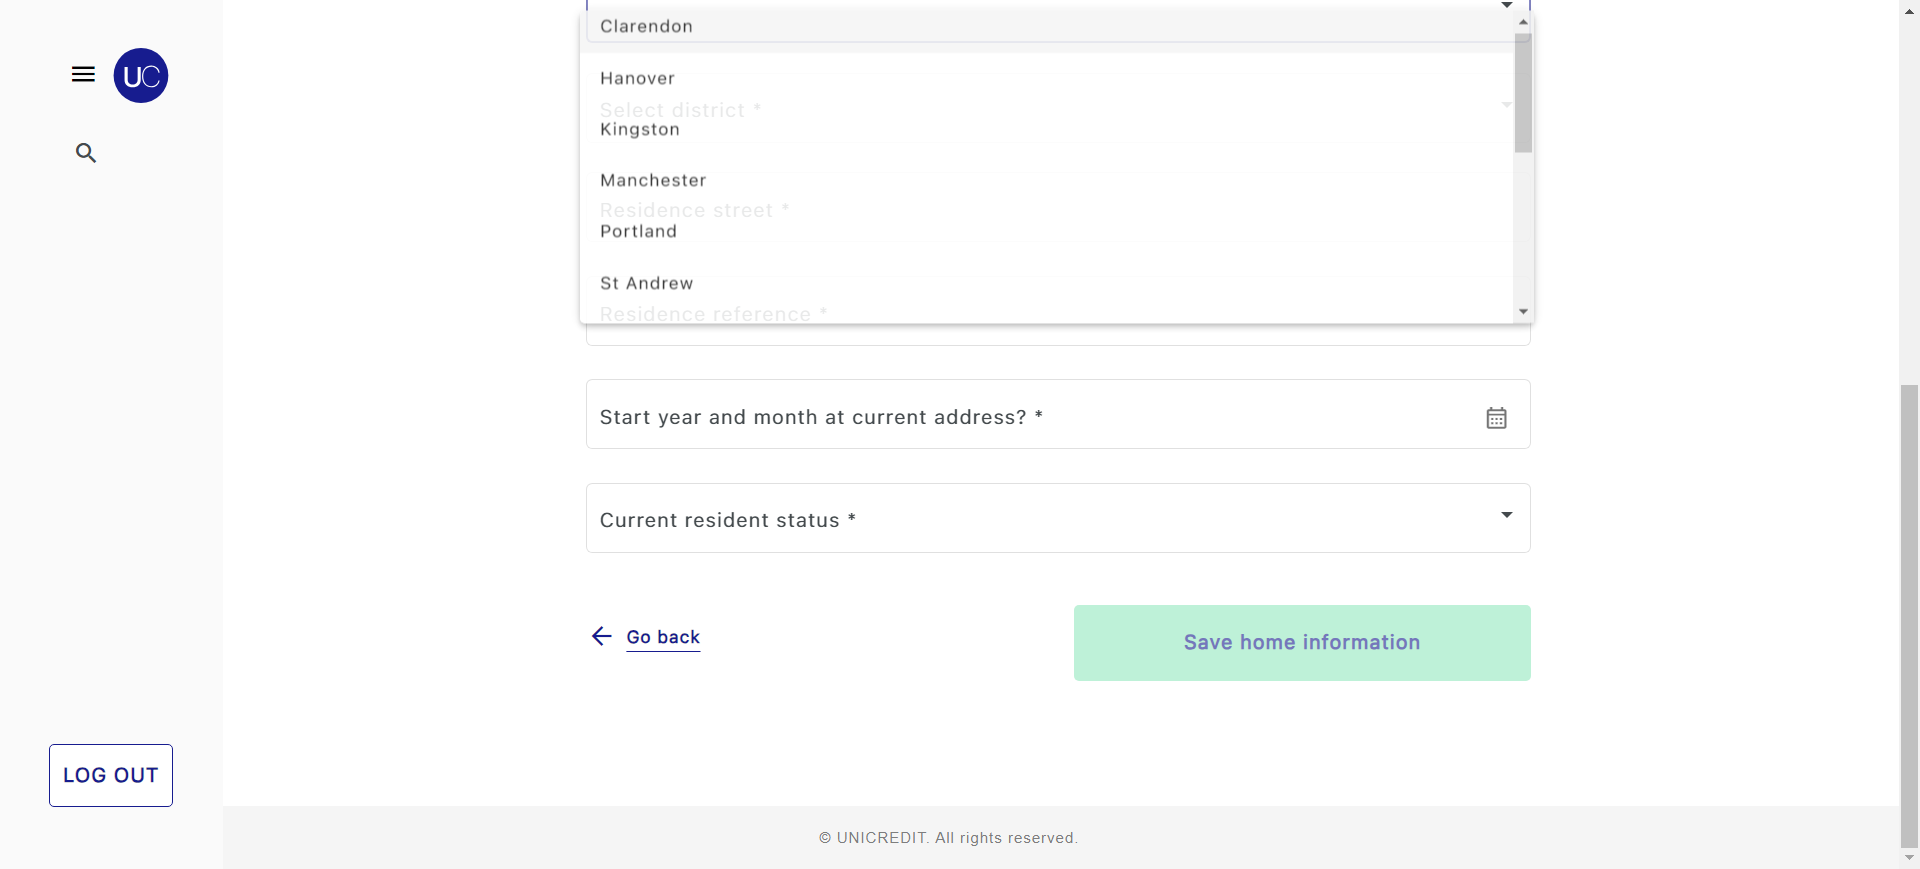 UC
Clarendon
Hanover
Select district *
Kingston
Manchester
Residence street *
Portland
St Andrew
Residence reference *
Start year and month at current address? *
Current resident status *
Go back
Save home information
LOG OUT
© UNICREDIT. All rights reserved.